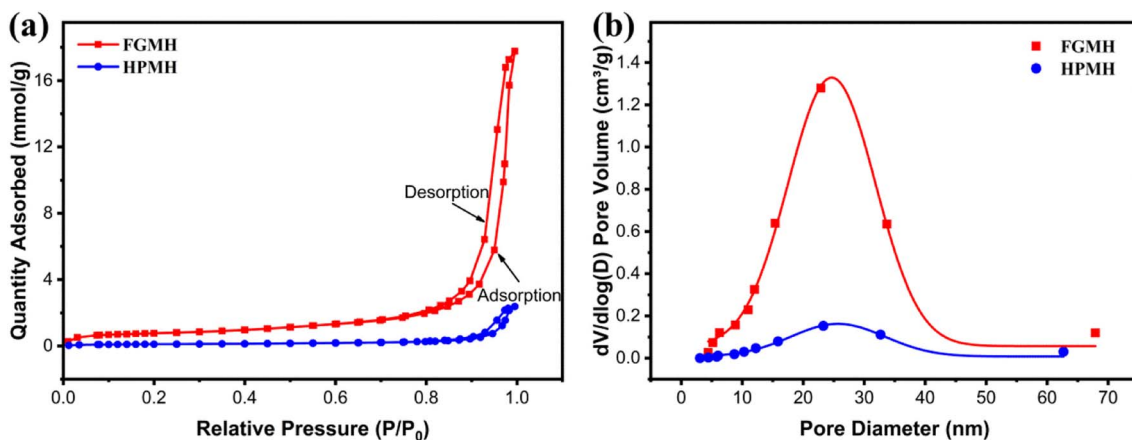 (a)
FGMH
HPMH
Quantity Adsorbed (mmol/g)
16
12
8
4
0
Desorption
Adsorption
0.0 0.2 0.4 0.6 0.8 1.0
Relative Pressure (P/P₀)
(b)
FGMH
HPMH
dV/dlog(D) Pore Volume (cm³/g)
1.4
1.2
1.0
0.8
0.6
0.4
0.2
0.0
0 10 20 30 40 50 60 70
Pore Diameter (nm)